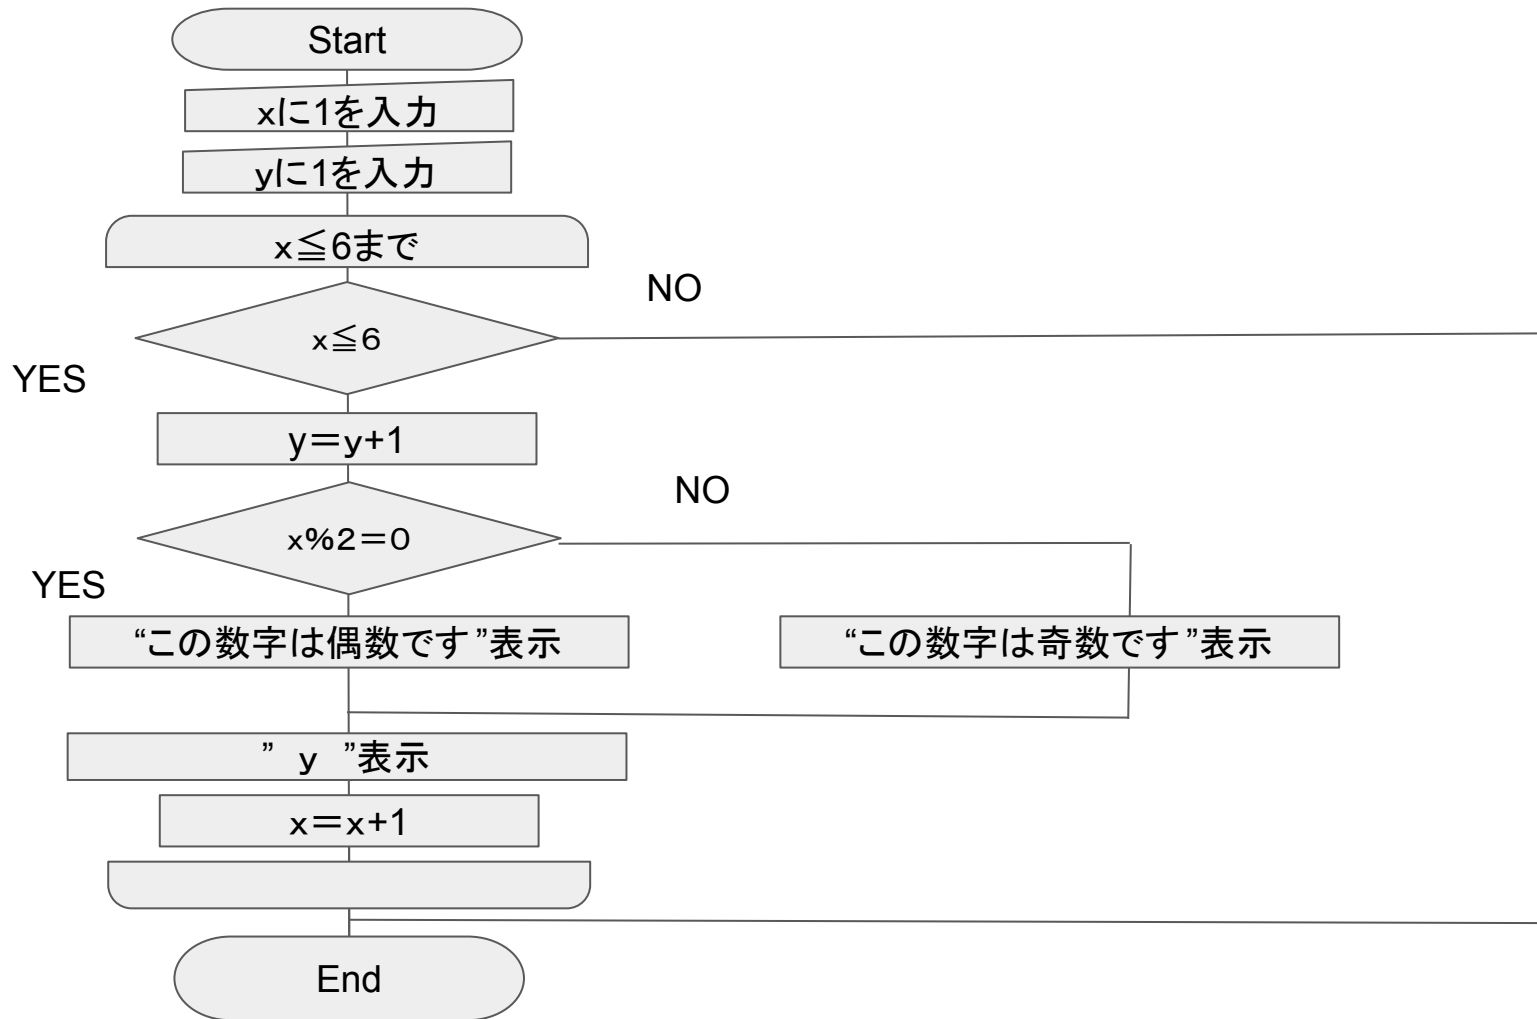 Start
xに1を入力
yに1を入力
x≦6まで
NO
x≦6
YES
y＝y+1
NO
x%2＝0
YES
“この数字は偶数です”表示
“この数字は奇数です”表示
”　y　”表示
x＝x+1
End